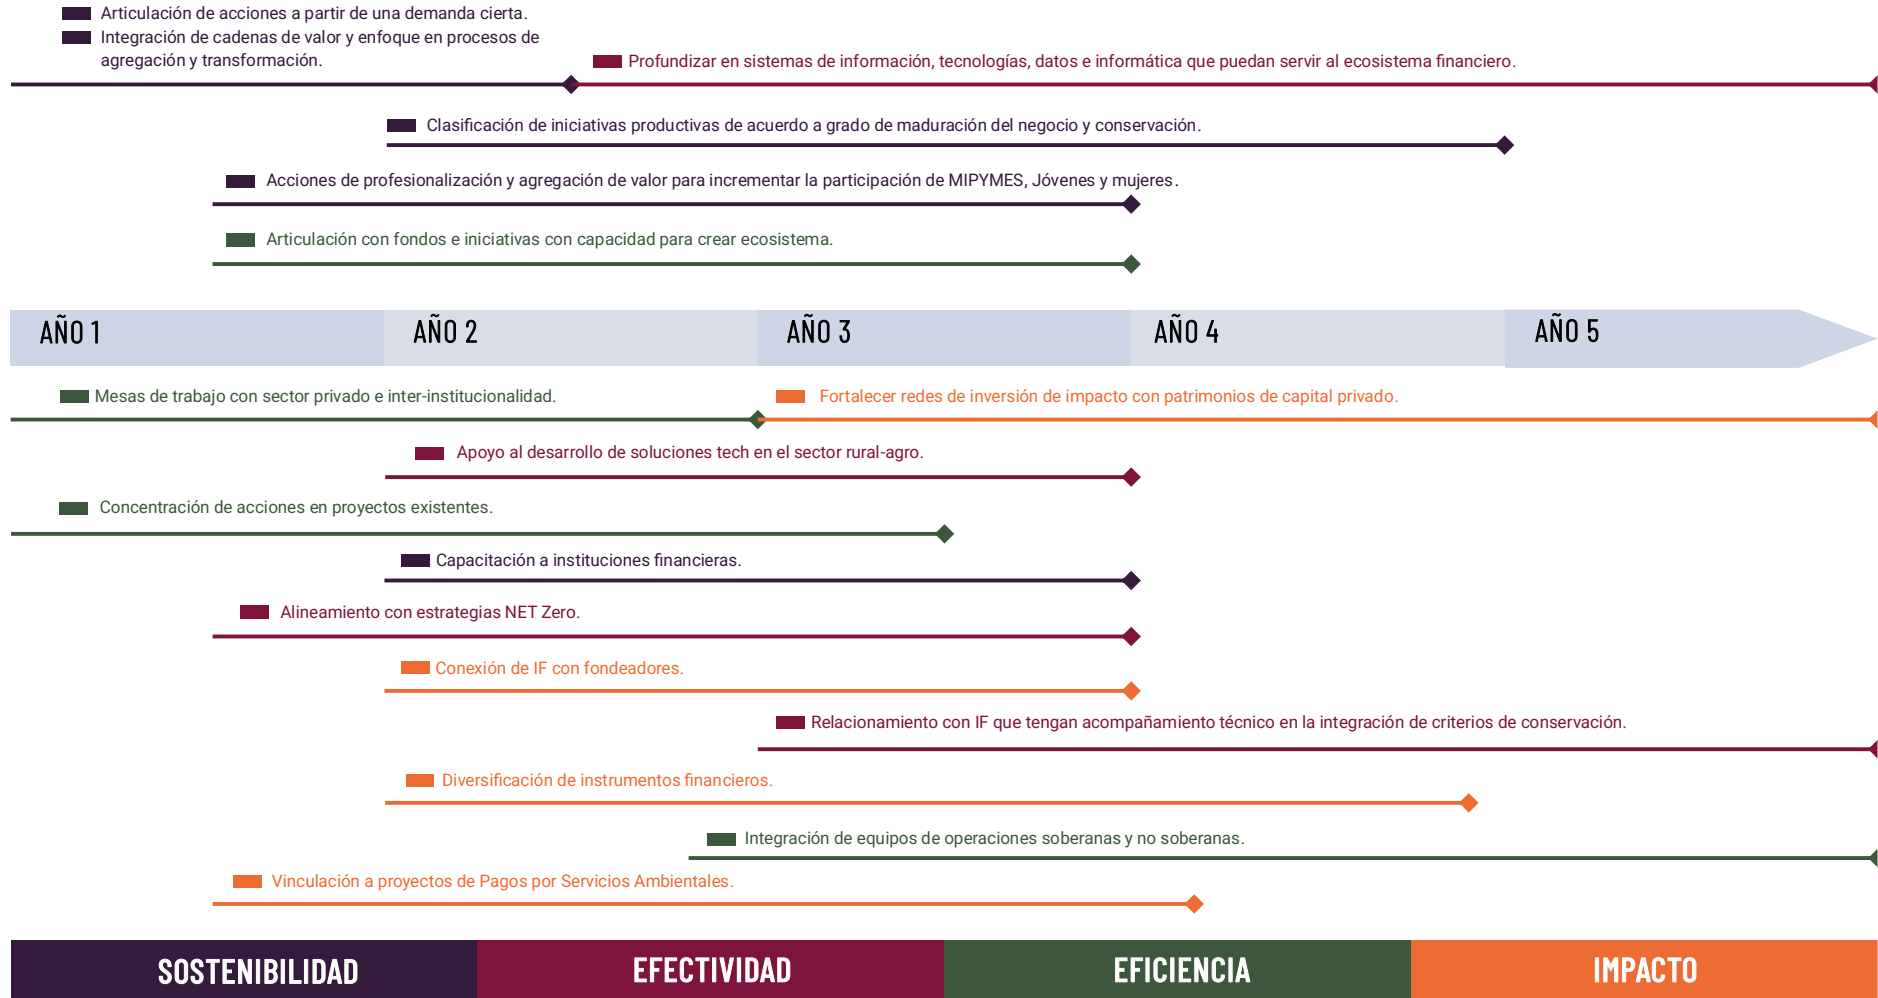 Articulación de acciones a partir de una demanda cierta.
Integración de cadenas de valor y enfoque en procesos de
agregación y transformación.
Profundizar en sistemas de información, tecnologías, datos e informática que puedan servir al ecosistema financiero.
Clasificación de iniciativas productivas de acuerdo a grado de maduración del negocio y conservación.
Acciones de profesionalización y agregación de valor para incrementar la participación de MIPYMES, Jóvenes y mujeres.
Articulación con fondos e iniciativas con capacidad para crear ecosistema.
AÑO 1
AÑO 2
AÑO 3
AÑO 4
AÑO 5
Mesas de trabajo con sector privado e inter-institucionalidad.
Fortalecer redes de inversión de impacto con patrimonios de capital privado.
Apoyo al desarrollo de soluciones tech en el sector rural-agro.
Concentración de acciones en proyectos existentes.
Capacitación a instituciones financieras.
Alineamiento con estrategias NET Zero.
Conexión de IF con fondeadores.
Relacionamiento con IF que tengan acompañamiento técnico en la integración de criterios de conservación.
Diversificación de instrumentos financieros.
Integración de equipos de operaciones soberanas y no soberanas.
Vinculación a proyectos de Pagos por Servicios Ambientales.
SOSTENIBILIDAD
EFECTIVIDAD
EFICIENCIA
IMPACTO